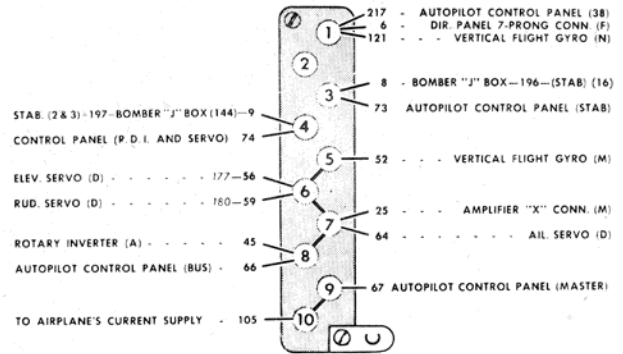 217 - AUTOPILOT CONTROL PANEL (38)
6 - DIR. PANEL 7-PRONG CONN. (F)
121 - - - VERTICAL FLIGHT GYRO (N)
1
2
8 - BOMBER "J" BOX—196—(STAB) (16)
3
73 AUTOPILOT CONTROL PANEL (STAB)
STAB. (2 & 3)-197-BOMBER "J" BOX (144)—9
4
CONTROL PANEL (P.D.I. AND SERVO) 74
5
52 - - - VERTICAL FLIGHT GYRO (M)
ELEV. SERVO (D) - - - - - - 177—56
6
RUD. SERVO (D) - - - - - - 180—59
25 - - - AMPLIFIER "X" CONN. (M)
7
64 - - - - - - - AIL. SERVO (D)
ROTARY INVERTER (A) - - - - - 45
8
AUTOPILOT CONTROL PANEL (BUS) - 66
9
67 AUTOPILOT CONTROL PANEL (MASTER)
TO AIRPLANE'S CURRENT SUPPLY - 105
10